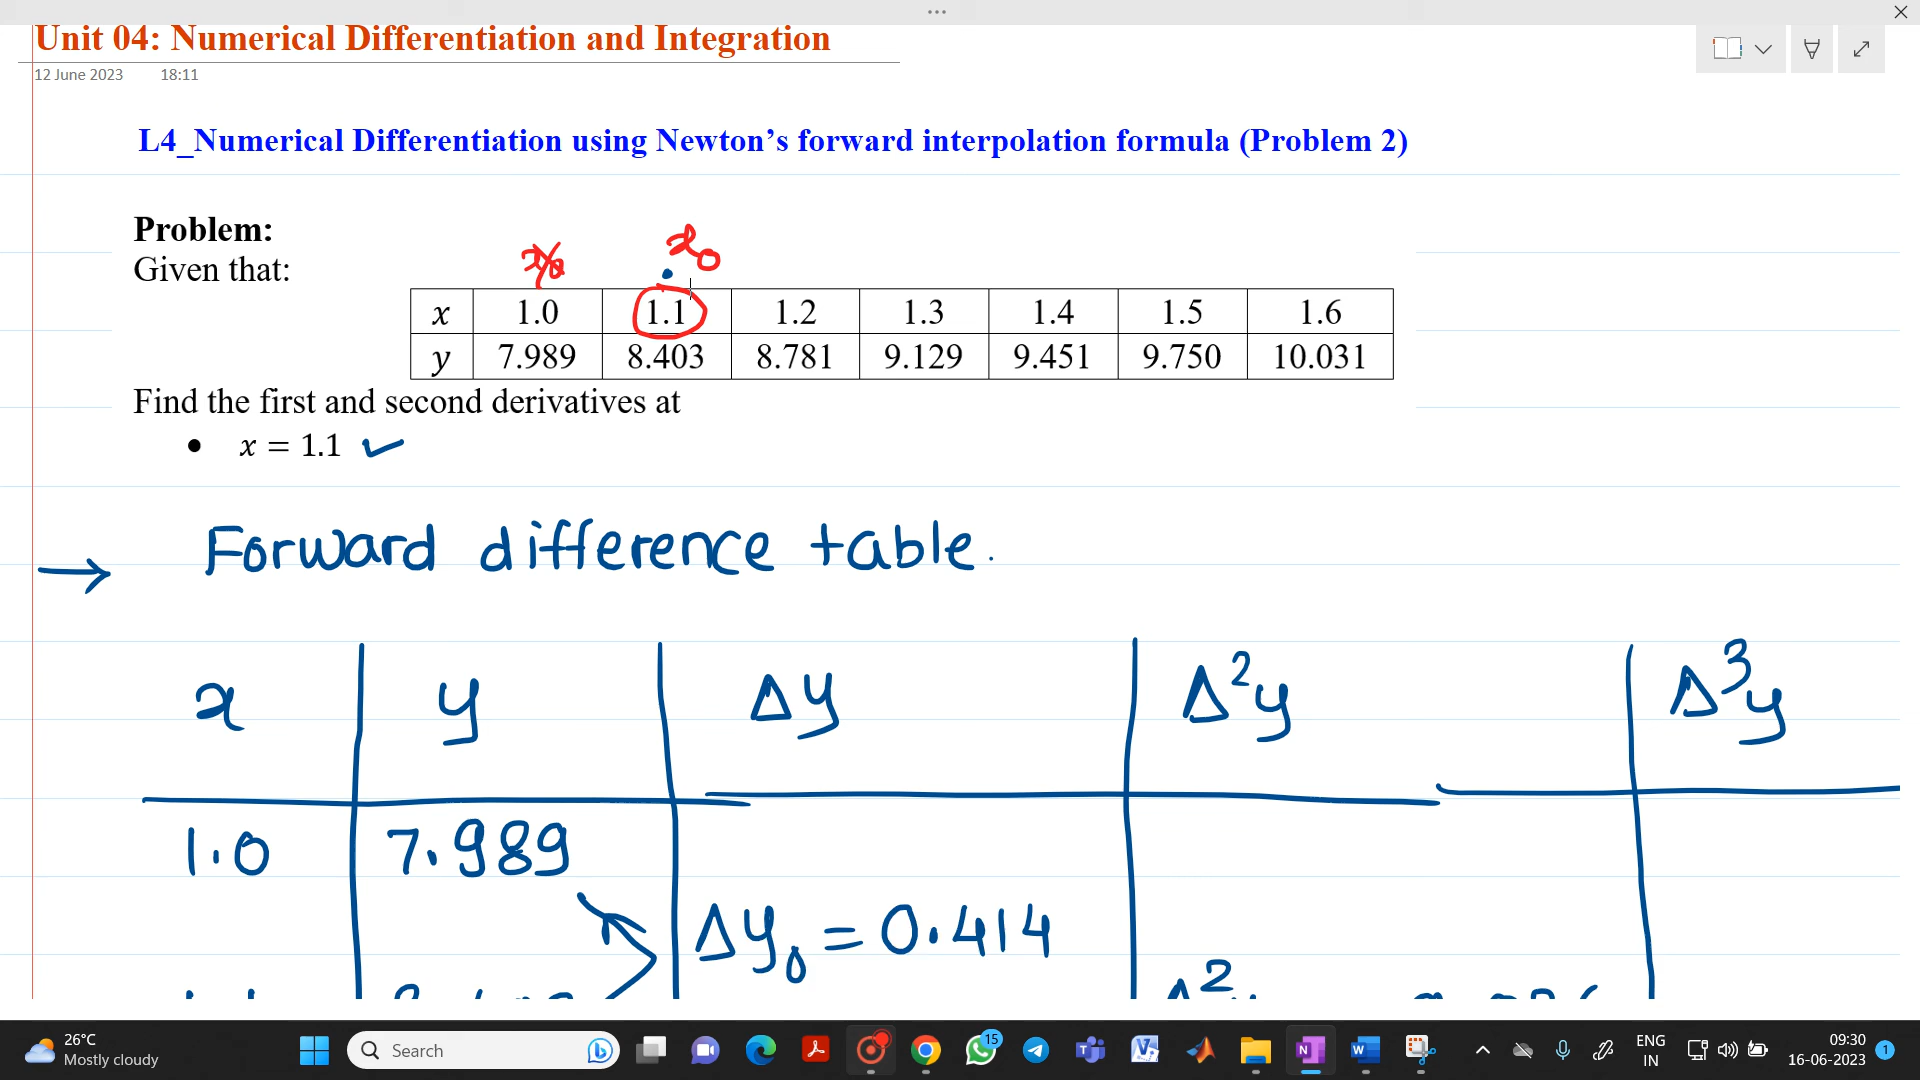 Unit 04: Numerical Differentiation and Integration
12 June 2023 18:11
L4_Numerical Differentiation using Newton’s forward interpolation formula (Problem 2)
Problem:
Given that:
x₀ x₀
x 1.0 1.1 1.2 1.3 1.4 1.5 1.6
y 7.989 8.403 8.781 9.129 9.451 9.750 10.031
Find the first and second derivatives at
• x = 1.1 ✓
→ Forward difference table.
x y Δy Δ²y Δ³y
1.0 7.989
Δy₀ = 0.414
26°C
Mostly cloudy
Search
15
ENG
IN
09:30
16-06-2023
1